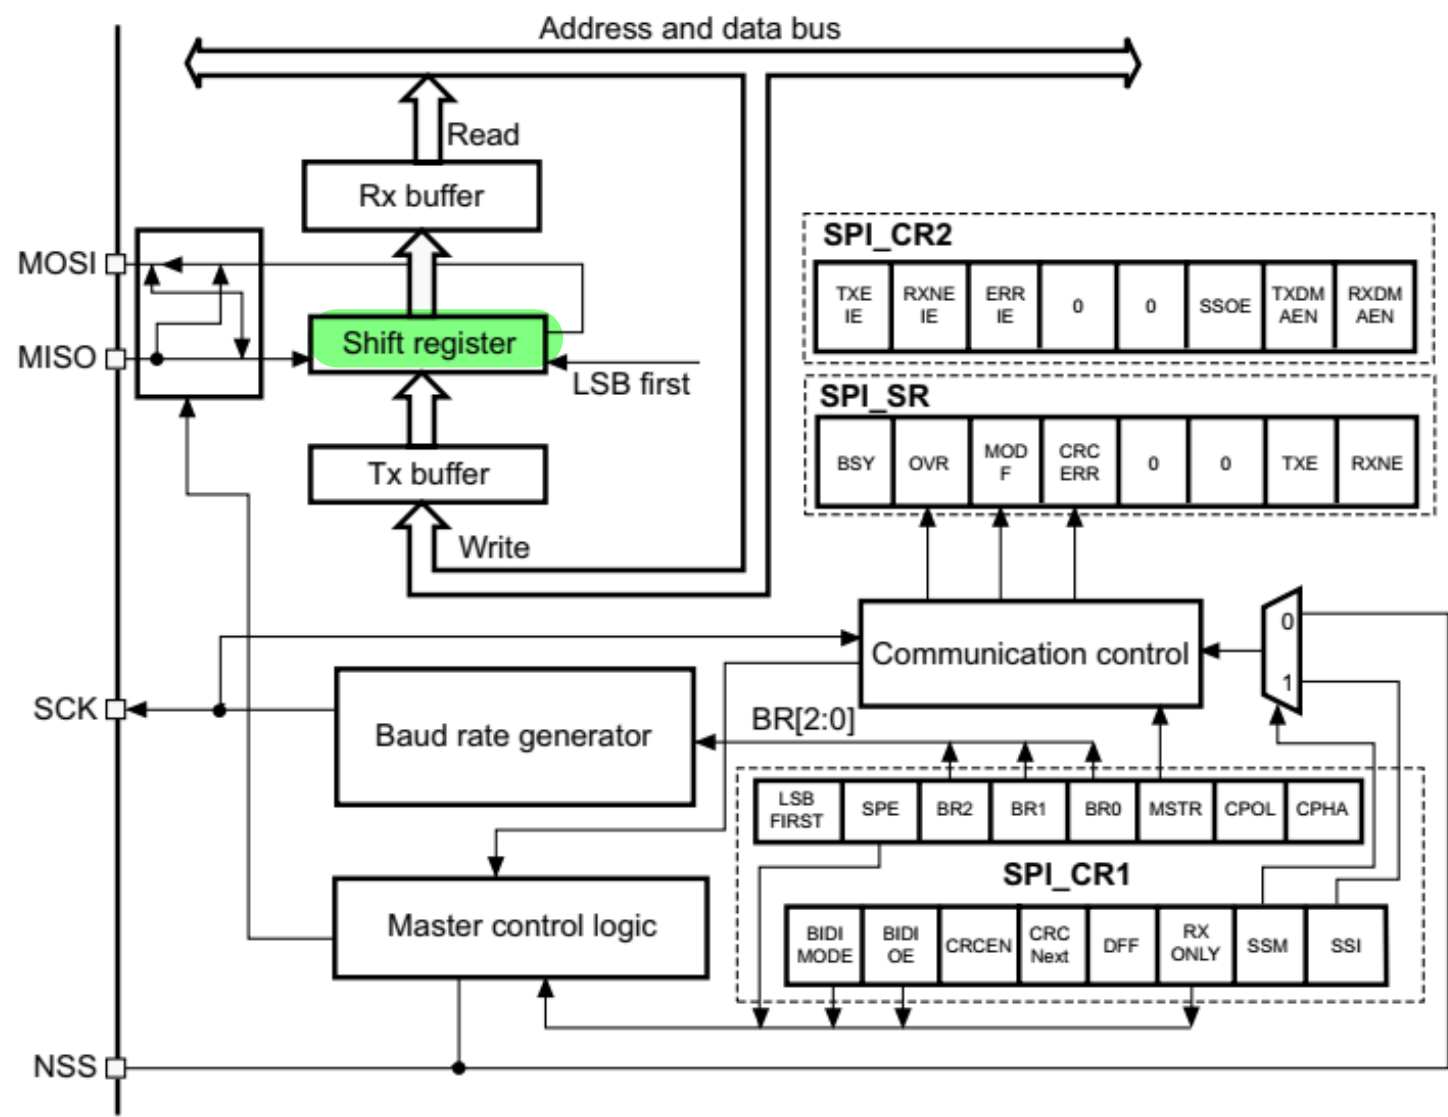 Address and data bus
Read
Rx buffer
MOSI
Shift register
MISO
LSB first
Tx buffer
Write
SPI_CR2
TXE IE
RXNE IE
ERR IE
0
0
SSOE
TXDM AEN
RXDM AEN
SPI_SR
BSY
OVR
MOD F
CRC ERR
0
0
TXE
RXNE
0
Communication control
1
SCK
Baud rate generator
BR[2:0]
LSB FIRST
SPE
BR2
BR1
BR0
MSTR
CPOL
CPHA
SPI_CR1
Master control logic
BIDI MODE
BIDI OE
CRCEN
CRC Next
DFF
RX ONLY
SSM
SSI
NSS